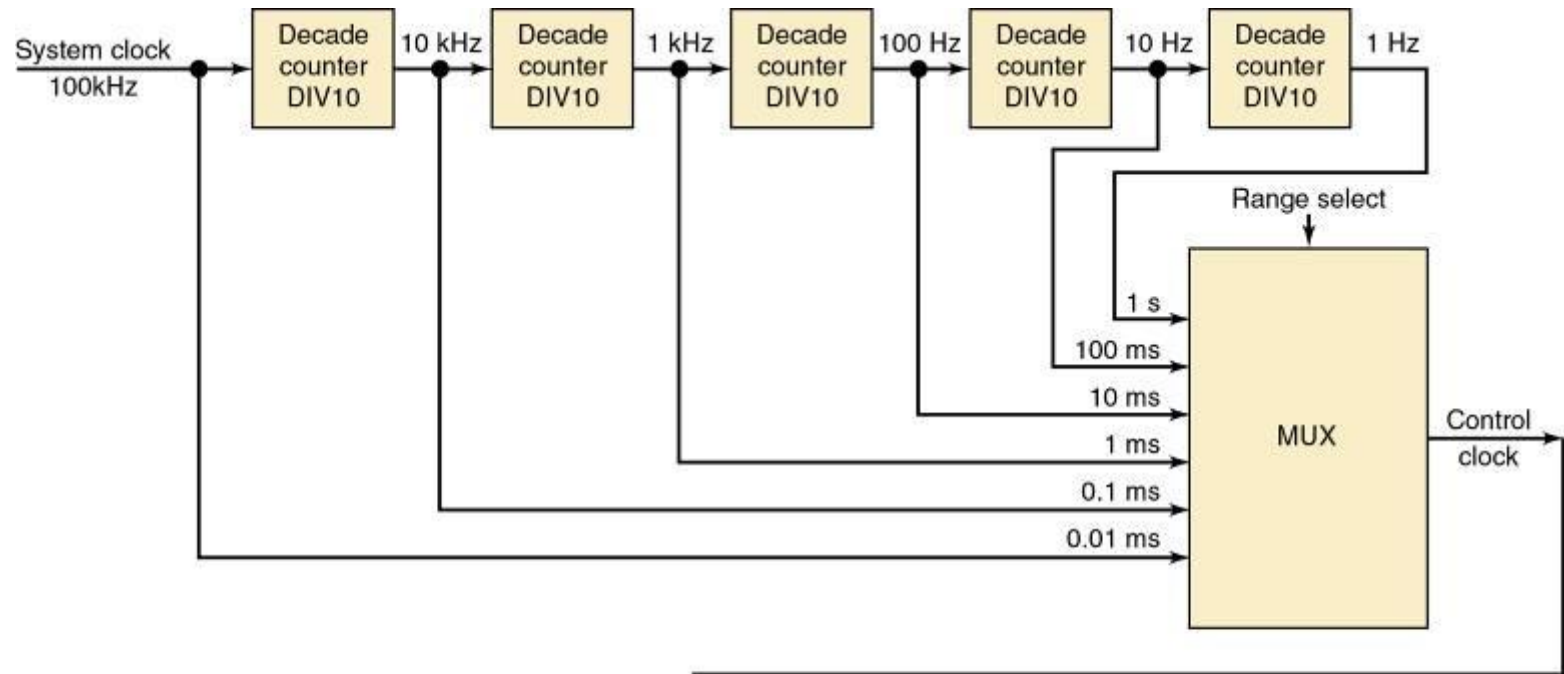 System clock
100kHz
Decade
counter
DIV10
10 kHz
Decade
counter
DIV10
1 kHz
Decade
counter
DIV10
100 Hz
Decade
counter
DIV10
10 Hz
Decade
counter
DIV10
1 Hz
Range select
1 s
100 ms
10 ms
1 ms
0.1 ms
0.01 ms
MUX
Control
clock